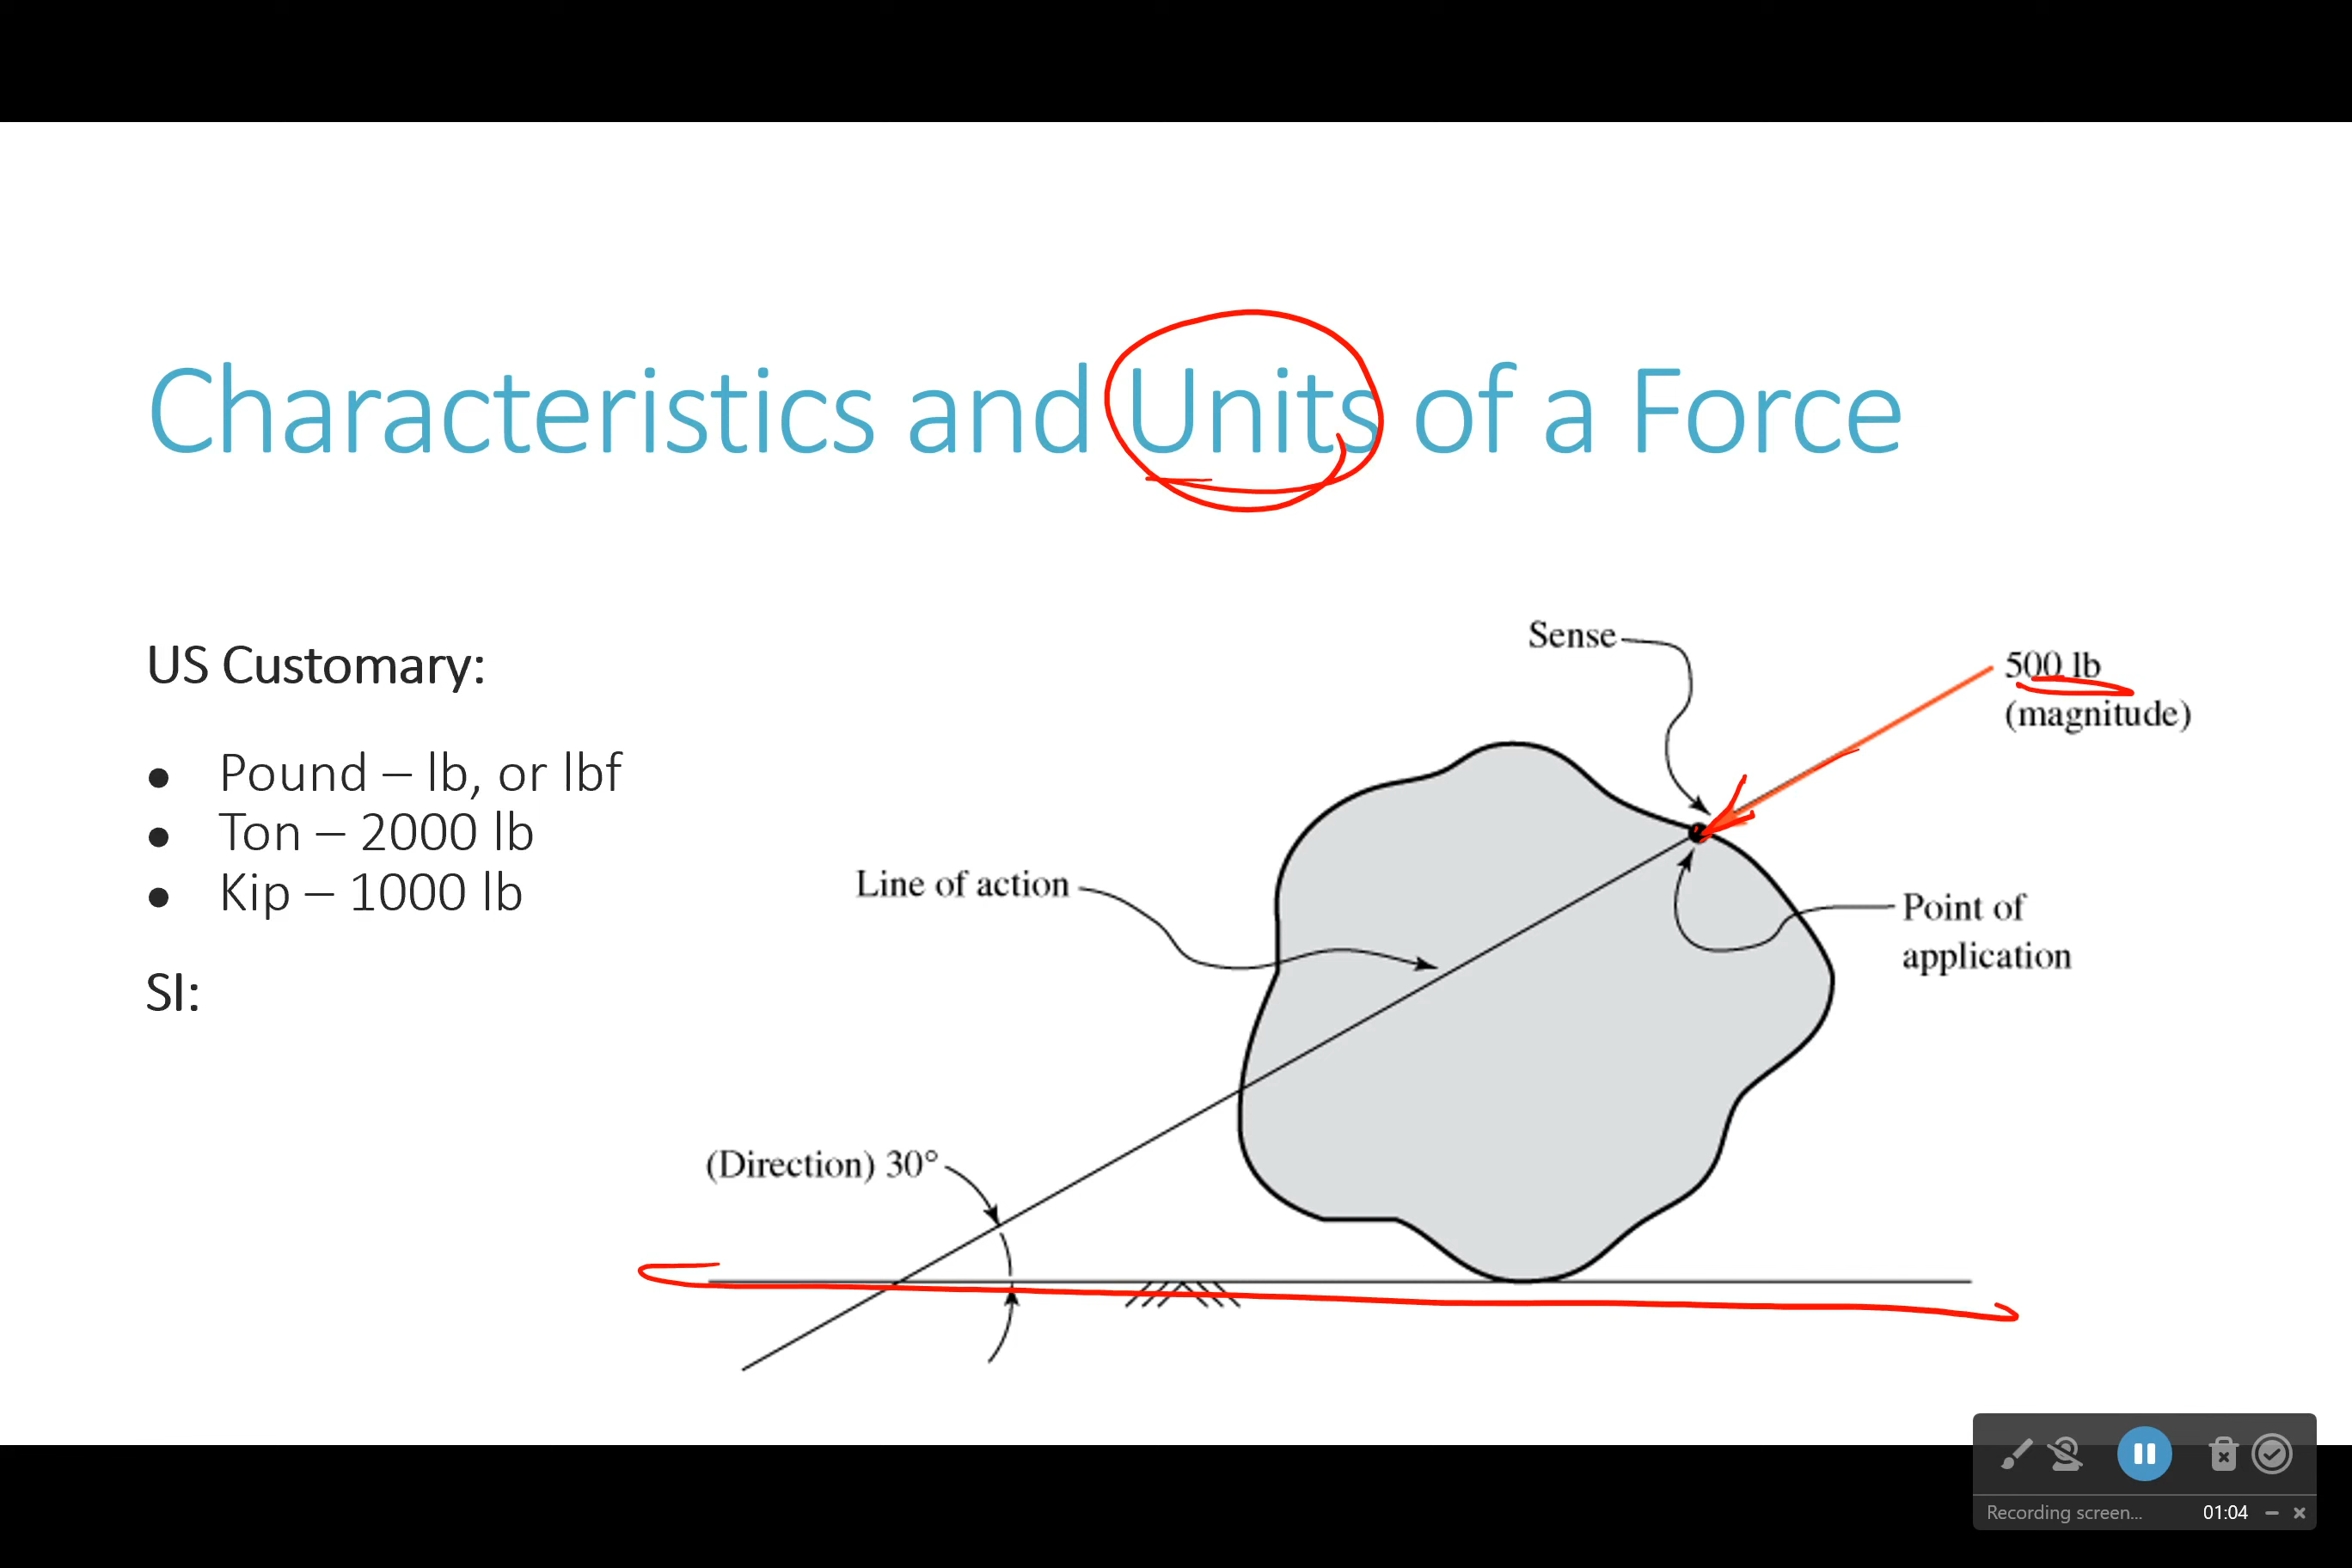 Characteristics and Units of a Force
US Customary:
● Pound – lb, or lbf
● Ton – 2000 lb
● Kip – 1000 lb
SI:
Sense
500 lb
(magnitude)
Line of action
Point of
application
(Direction) 30°
Recording screen...
01:04